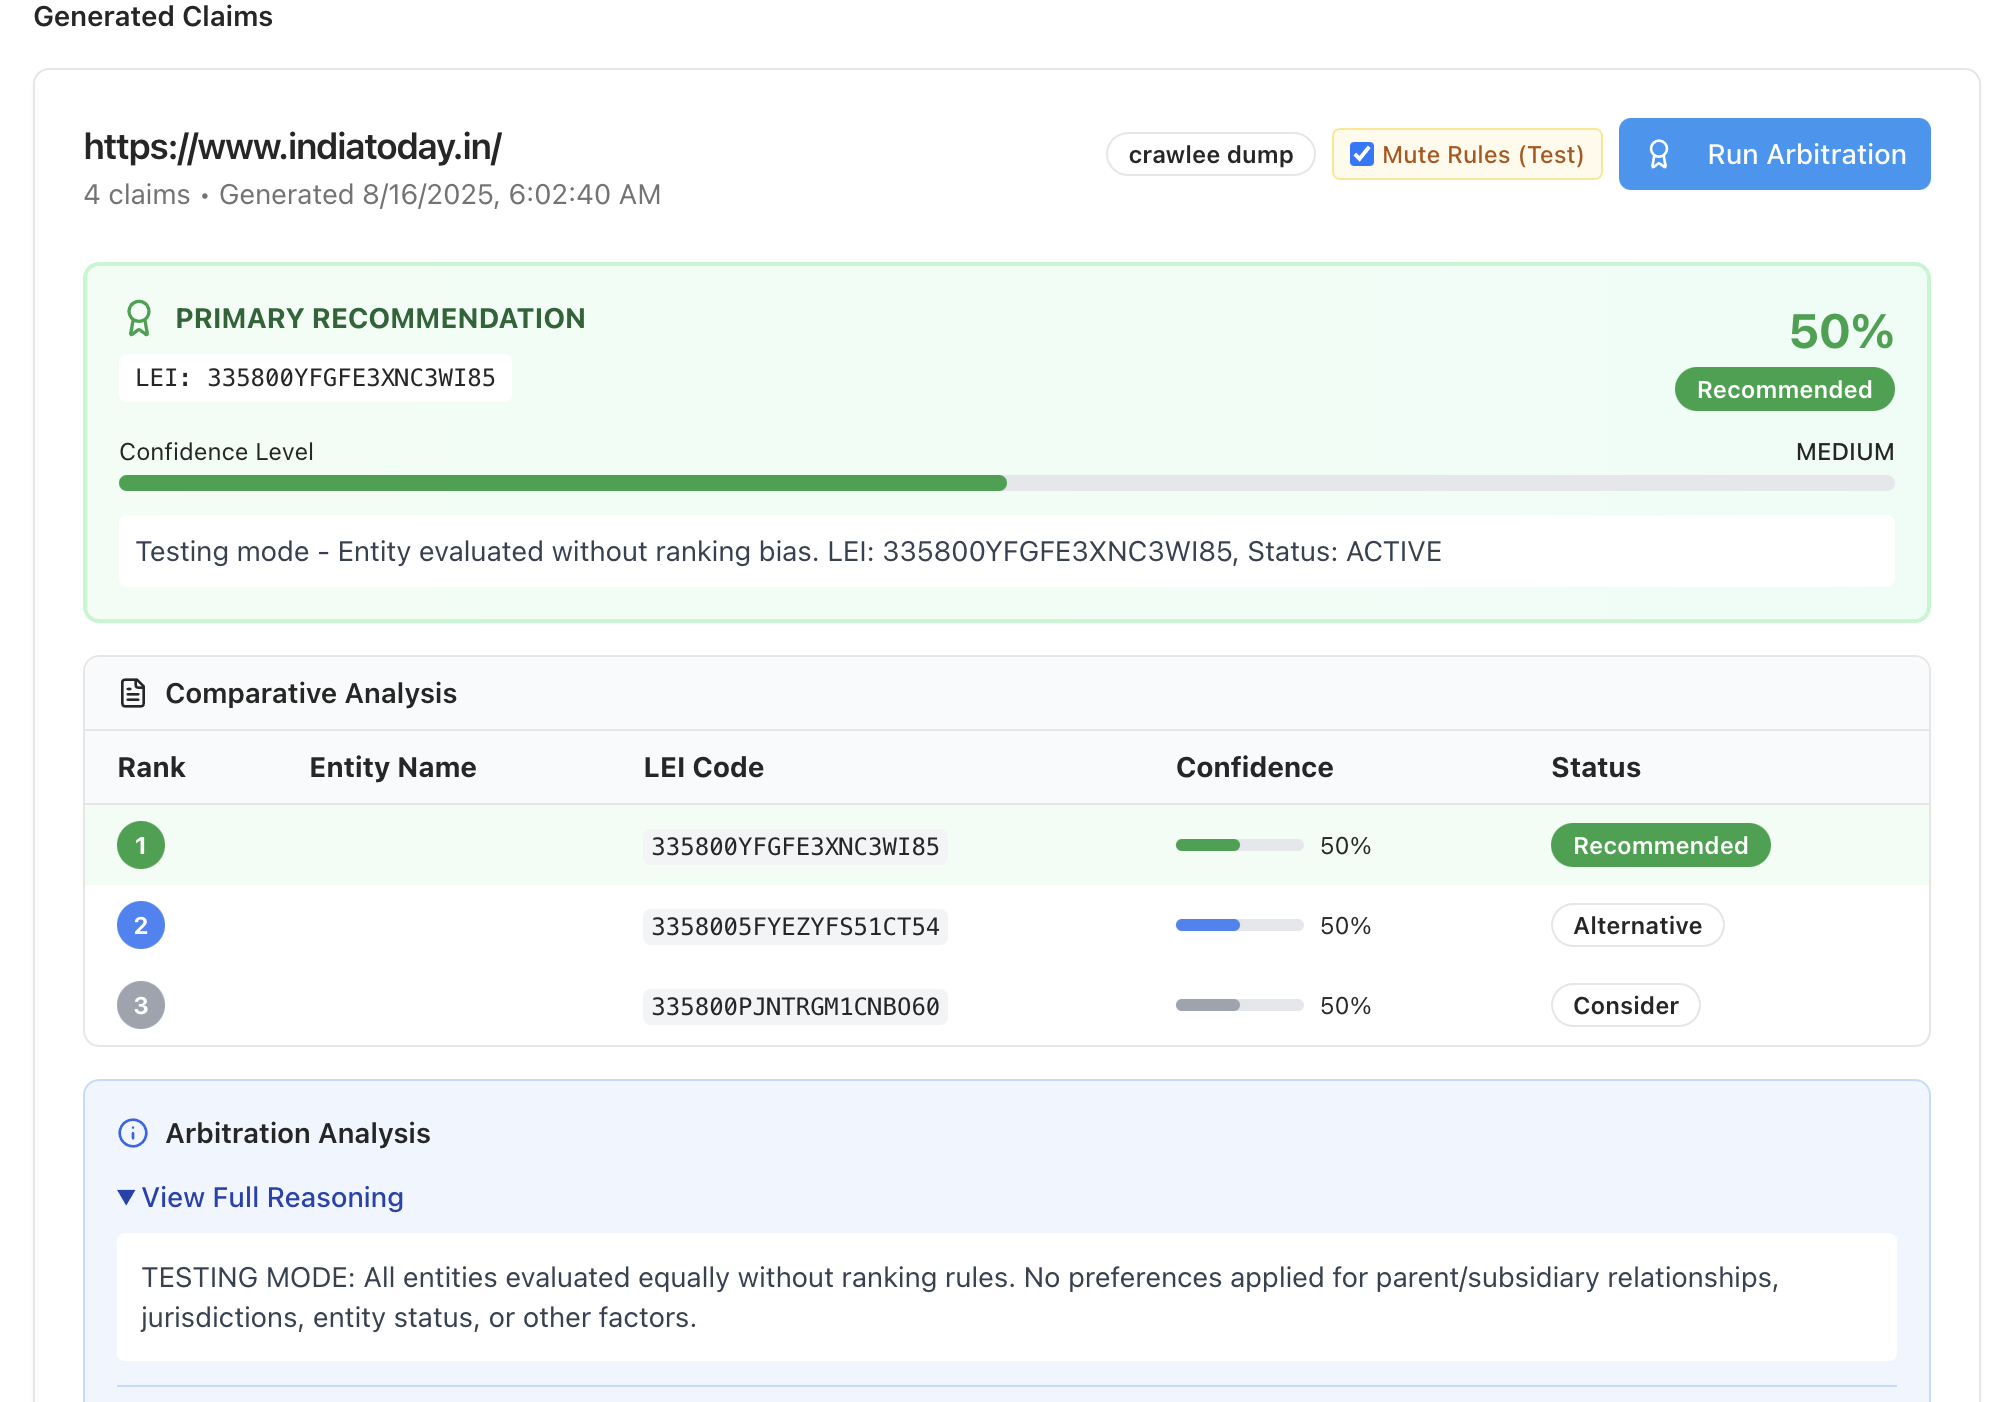 Generated Claims
https://www.indiatoday.in/
4 claims • Generated 8/16/2025, 6:02:40 AM
crawlee dump
Mute Rules (Test)
Run Arbitration
PRIMARY RECOMMENDATION
50%
LEI: 335800YFGFE3XNC3WI85
Recommended
Confidence Level
MEDIUM
Testing mode - Entity evaluated without ranking bias. LEI: 335800YFGFE3XNC3WI85, Status: ACTIVE
Comparative Analysis
Rank Entity Name LEI Code Confidence Status
1 335800YFGFE3XNC3WI85 50% Recommended
2 3358005FYEZYFS51CT54 50% Alternative
3 335800PJNTRGM1CNBO60 50% Consider
Arbitration Analysis
▼ View Full Reasoning
TESTING MODE: All entities evaluated equally without ranking rules. No preferences applied for parent/subsidiary relationships,
jurisdictions, entity status, or other factors.